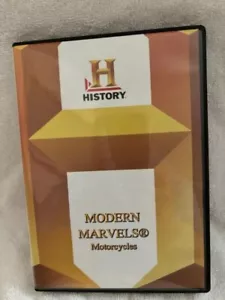 H
HISTORY
MODERN
MARVELS®
Motorcycles